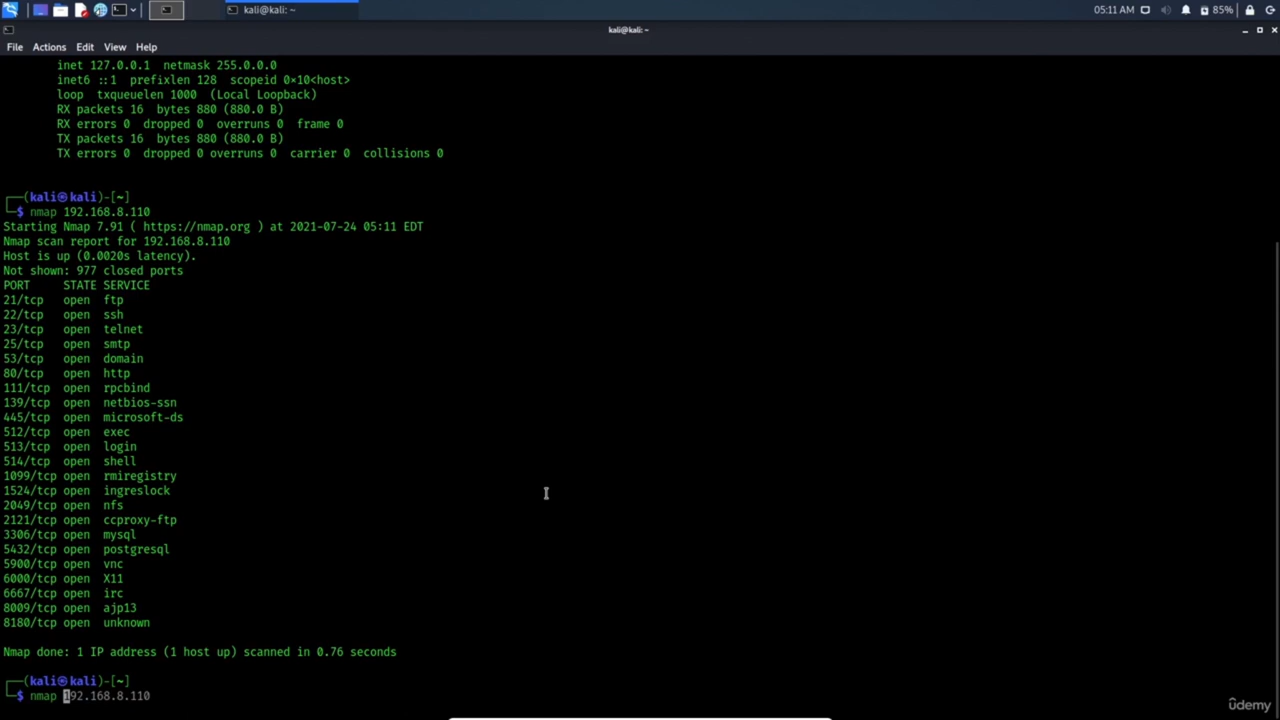 kali@kali: ~
05:11 AM
85%
kali@kali: ~
File Actions Edit View Help
inet 127.0.0.1 netmask 255.0.0.0
inet6 ::1 prefixlen 128 scopeid 0×10<host>
loop txqueuelen 1000 (Local Loopback)
RX packets 16 bytes 880 (880.0 B)
RX errors 0 dropped 0 overruns 0 frame 0
TX packets 16 bytes 880 (880.0 B)
TX errors 0 dropped 0 overruns 0 carrier 0 collisions 0
┌──(kali㉿kali)-[~]
└─$ nmap 192.168.8.110
Starting Nmap 7.91 ( https://nmap.org ) at 2021-07-24 05:11 EDT
Nmap scan report for 192.168.8.110
Host is up (0.0020s latency).
Not shown: 977 closed ports
PORT STATE SERVICE
21/tcp open ftp
22/tcp open ssh
23/tcp open telnet
25/tcp open smtp
53/tcp open domain
80/tcp open http
111/tcp open rpcbind
139/tcp open netbios-ssn
445/tcp open microsoft-ds
512/tcp open exec
513/tcp open login
514/tcp open shell
1099/tcp open rmiregistry
1524/tcp open ingreslock
2049/tcp open nfs
2121/tcp open ccproxy-ftp
3306/tcp open mysql
5432/tcp open postgresql
5900/tcp open vnc
6000/tcp open X11
6667/tcp open irc
8009/tcp open ajp13
8180/tcp open unknown
Nmap done: 1 IP address (1 host up) scanned in 0.76 seconds
┌──(kali㉿kali)-[~]
└─$ nmap 192.168.8.110
ûdemy